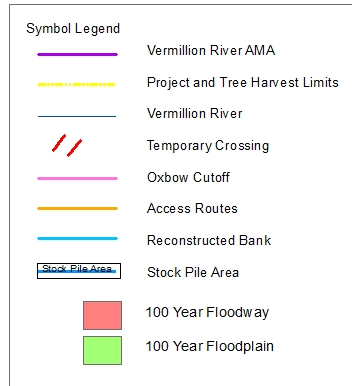 Symbol Legend
Vermillion River AMA
Project and Tree Harvest Limits
Vermillion River
Temporary Crossing
Oxbow Cutoff
Access Routes
Reconstructed Bank
Stock Pile Area Stock Pile Area
100 Year Floodway
100 Year Floodplain